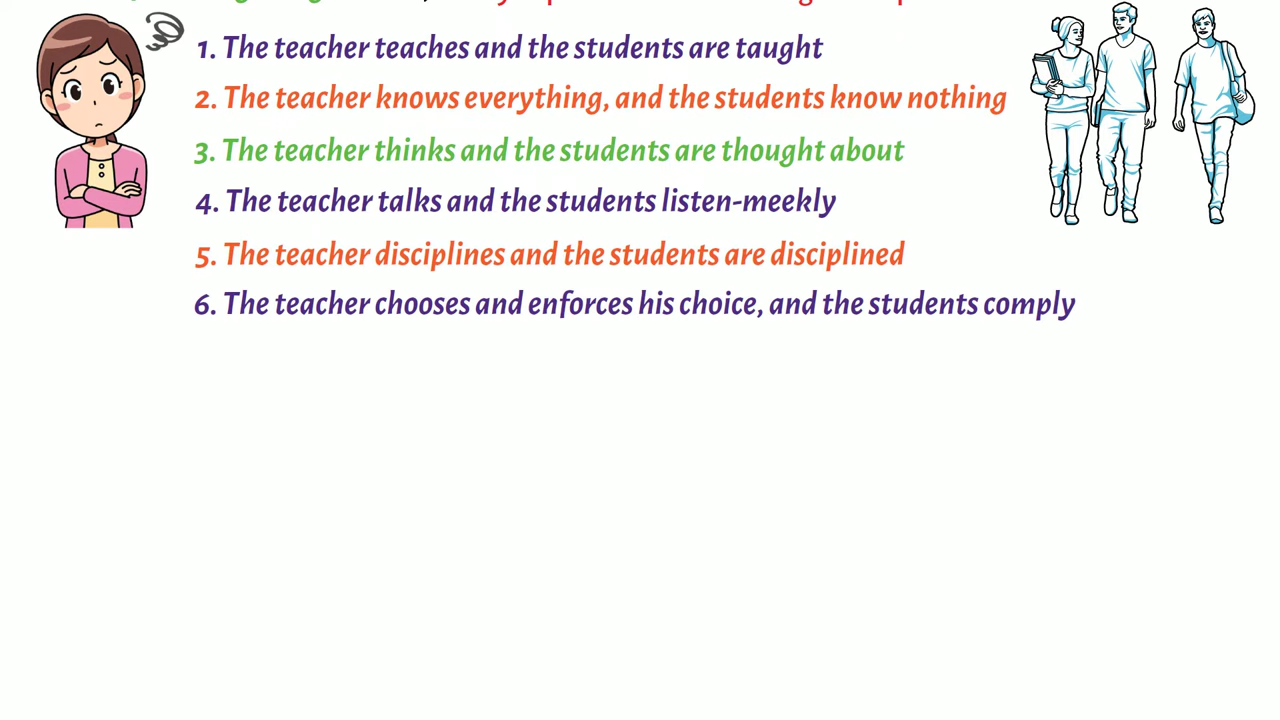 1. The teacher teaches and the students are taught
2. The teacher knows everything, and the students know nothing
3. The teacher thinks and the students are thought about
4. The teacher talks and the students listen-meekly
5. The teacher disciplines and the students are disciplined
6. The teacher chooses and enforces his choice, and the students comply